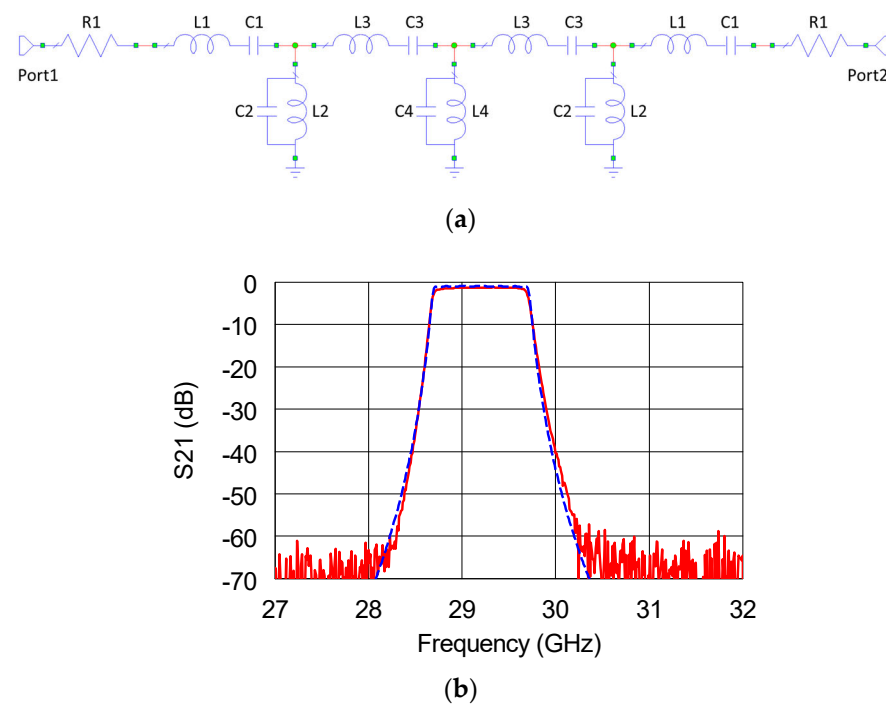 R1 L1 C1 L3 C3 L3 C3 L1 C1 R1
Port1 Port2
C2 L2 C4 L4 C2 L2
(a)
0
-10
-20
-30
-40
-50
-60
-70
S21 (dB)
27 28 29 30 31 32
Frequency (GHz)
(b)